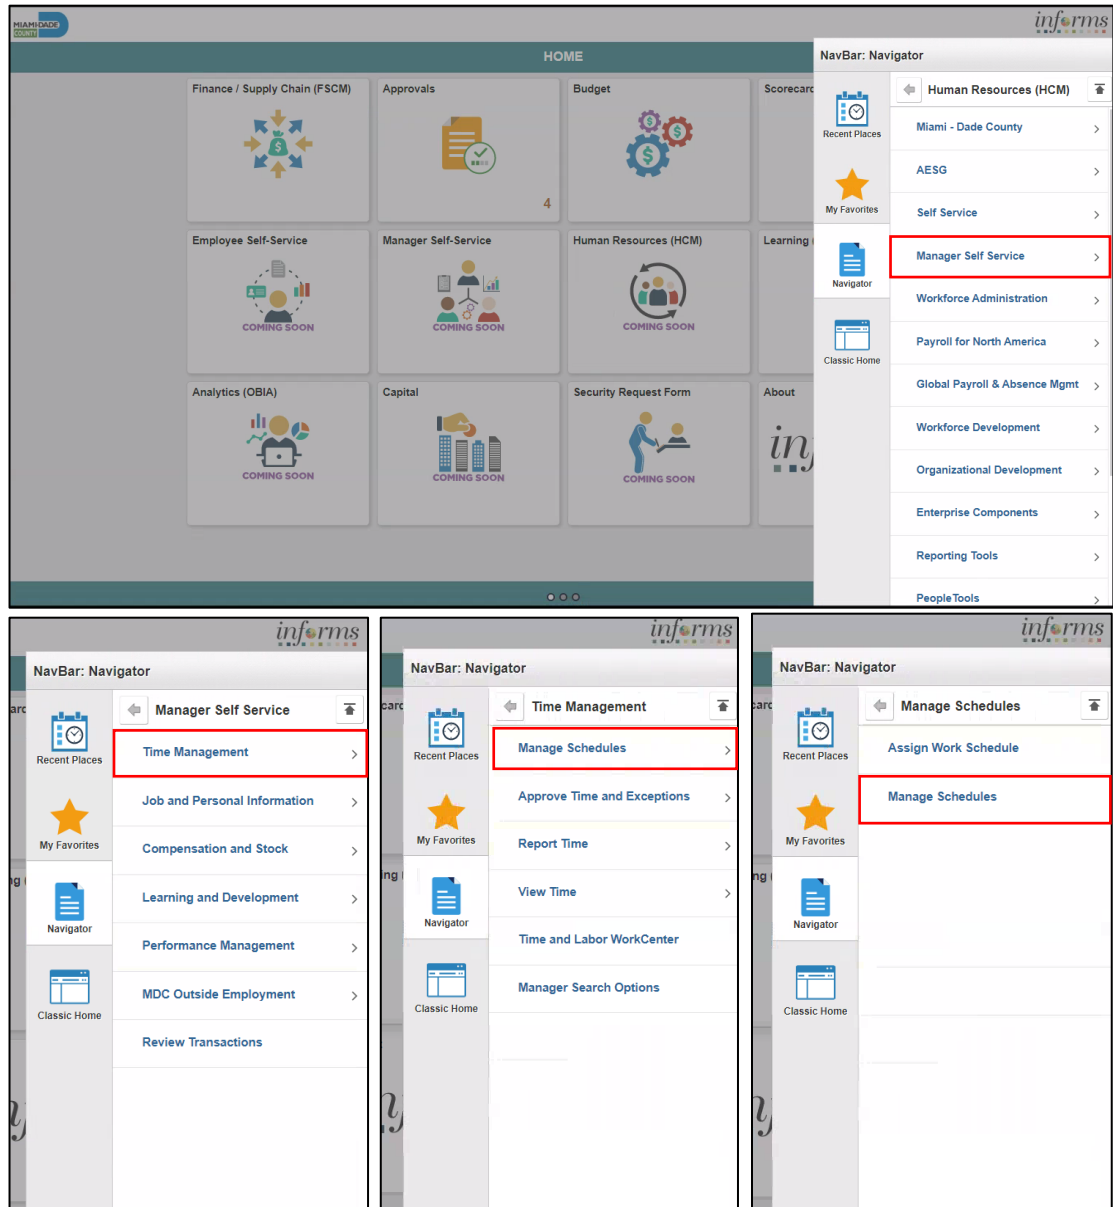 MIAMI-DADE
COUNTY
informs
HOME
NavBar: Navigator
Finance / Supply Chain (FSCM)
Approvals
4
Budget
Scorecard
Employee Self-Service
COMING SOON
Manager Self-Service
COMING SOON
Human Resources (HCM)
COMING SOON
Learning
Analytics (OBIA)
COMING SOON
Capital
COMING SOON
Security Request Form
COMING SOON
About
inf
Recent Places
My Favorites
Navigator
Classic Home
Human Resources (HCM)
Miami - Dade County
AESG
Self Service
Manager Self Service
Workforce Administration
Payroll for North America
Global Payroll & Absence Mgmt
Workforce Development
Organizational Development
Enterprise Components
Reporting Tools
PeopleTools
informs
NavBar: Navigator
arc
ng
Recent Places
My Favorites
Navigator
Classic Home
Manager Self Service
Time Management
Job and Personal Information
Compensation and Stock
Learning and Development
Performance Management
MDC Outside Employment
Review Transactions
informs
NavBar: Navigator
card
ing
Recent Places
My Favorites
Navigator
Classic Home
Time Management
Manage Schedules
Approve Time and Exceptions
Report Time
View Time
Time and Labor WorkCenter
Manager Search Options
informs
NavBar: Navigator
card
ng
Recent Places
My Favorites
Navigator
Classic Home
Manage Schedules
Assign Work Schedule
Manage Schedules